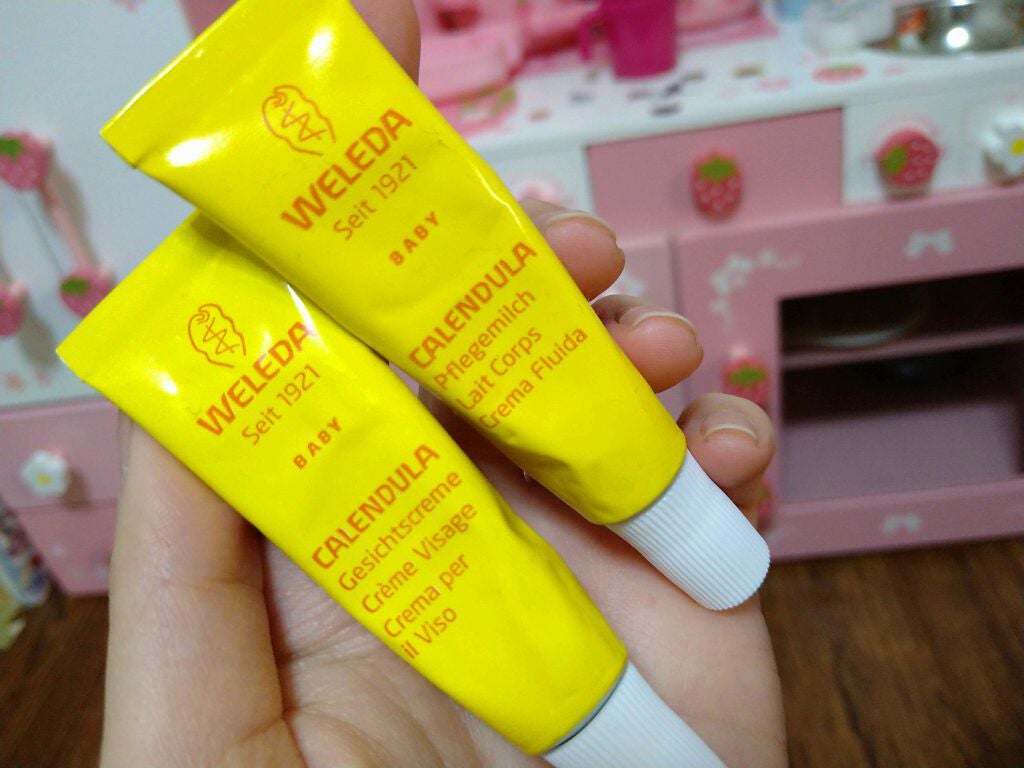 WELEDA
Seit 1921
BABY
CALENDULA
Pflegemilch
Lait Corps
Crema Fluida
WELEDA
Seit 1921
BABY
CALENDULA
Gesichtscreme
Crème Visage
Crema per
il Viso